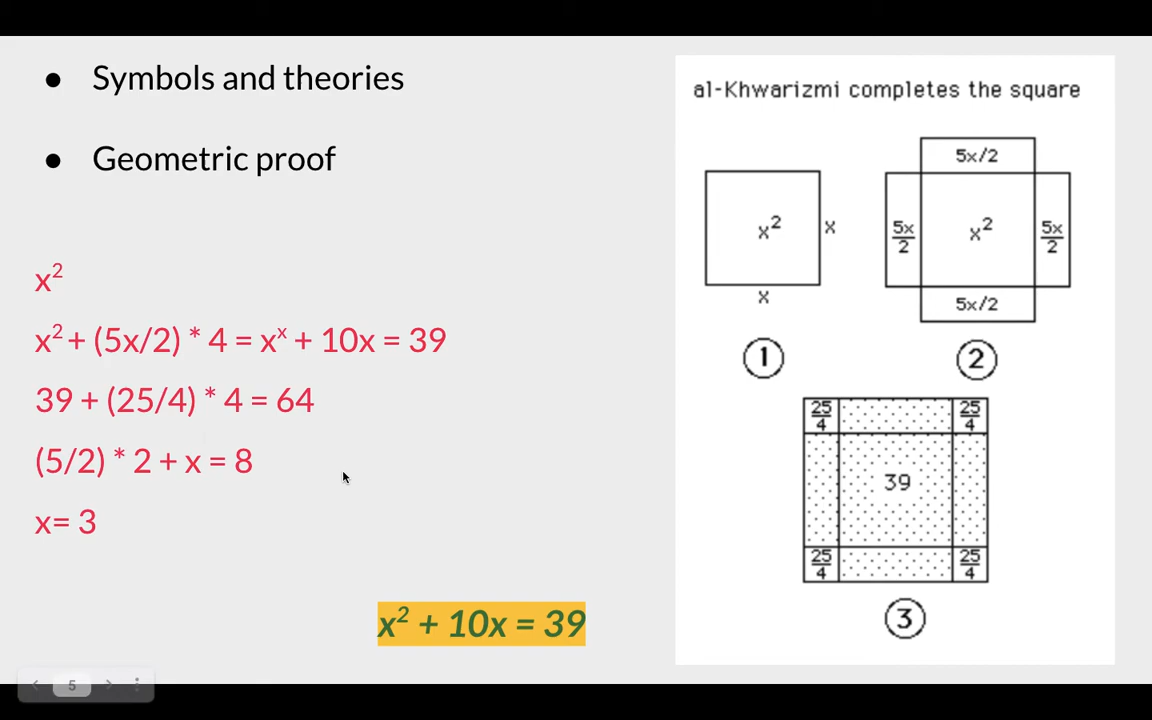 ● Symbols and theories
● Geometric proof
x²
x² + (5x/2) * 4 = xˣ + 10x = 39
39 + (25/4) * 4 = 64
(5/2) * 2 + x = 8
x= 3
x² + 10x = 39
al-Khwarizmi completes the square
x²
x
x
1
5x/2
5x/2
x²
5x/2
5x/2
2
25/4
25/4
39
25/4
25/4
3
5